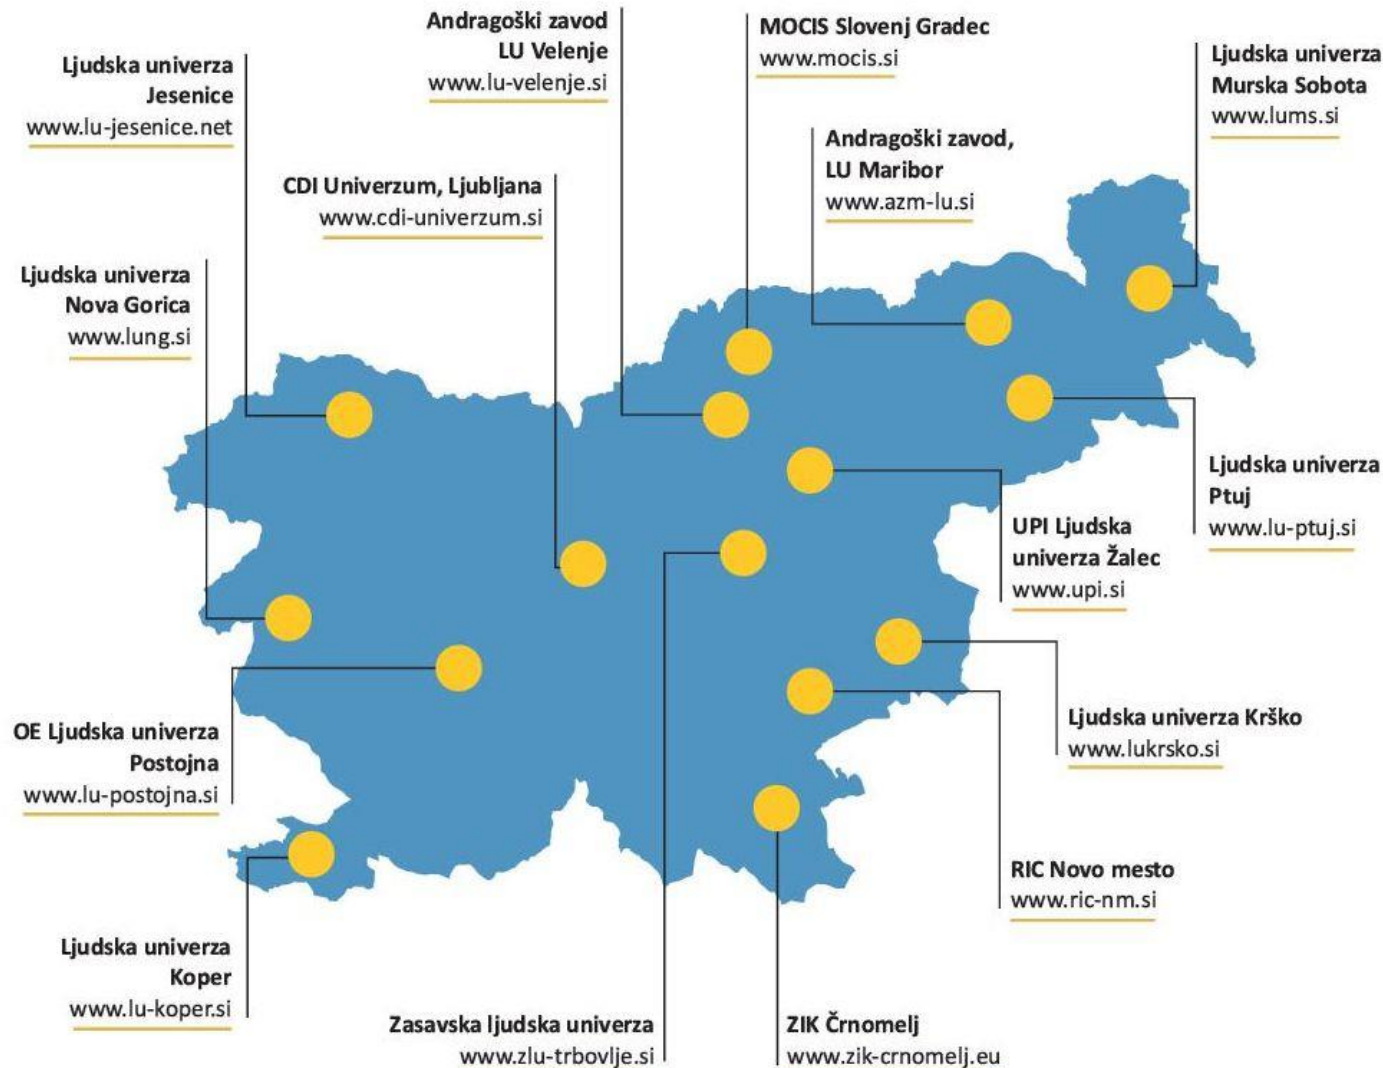 Andragoški zavod
LU Velenje
www.lu-velenje.si
MOCIS Slovenj Gradec
www.mocis.si
Ljudska univerza
Jesenice
www.lu-jesenice.net
Ljudska univerza
Murska Sobota
www.lums.si
Andragoški zavod,
LU Maribor
www.azm-lu.si
CDI Univerzum, Ljubljana
www.cdi-univerzum.si
Ljudska univerza
Nova Gorica
www.lung.si
Ljudska univerza
Ptuj
www.lu-ptuj.si
UPI Ljudska
univerza Žalec
www.upi.si
OE Ljudska univerza
Postojna
www.lu-postojna.si
Ljudska univerza Krško
www.lukrsko.si
RIC Novo mesto
www.ric-nm.si
Ljudska univerza
Koper
www.lu-koper.si
Zasavska ljudska univerza
www.zlu-trbovlje.si
ZIK Črnomelj
www.zik-crnomelj.eu